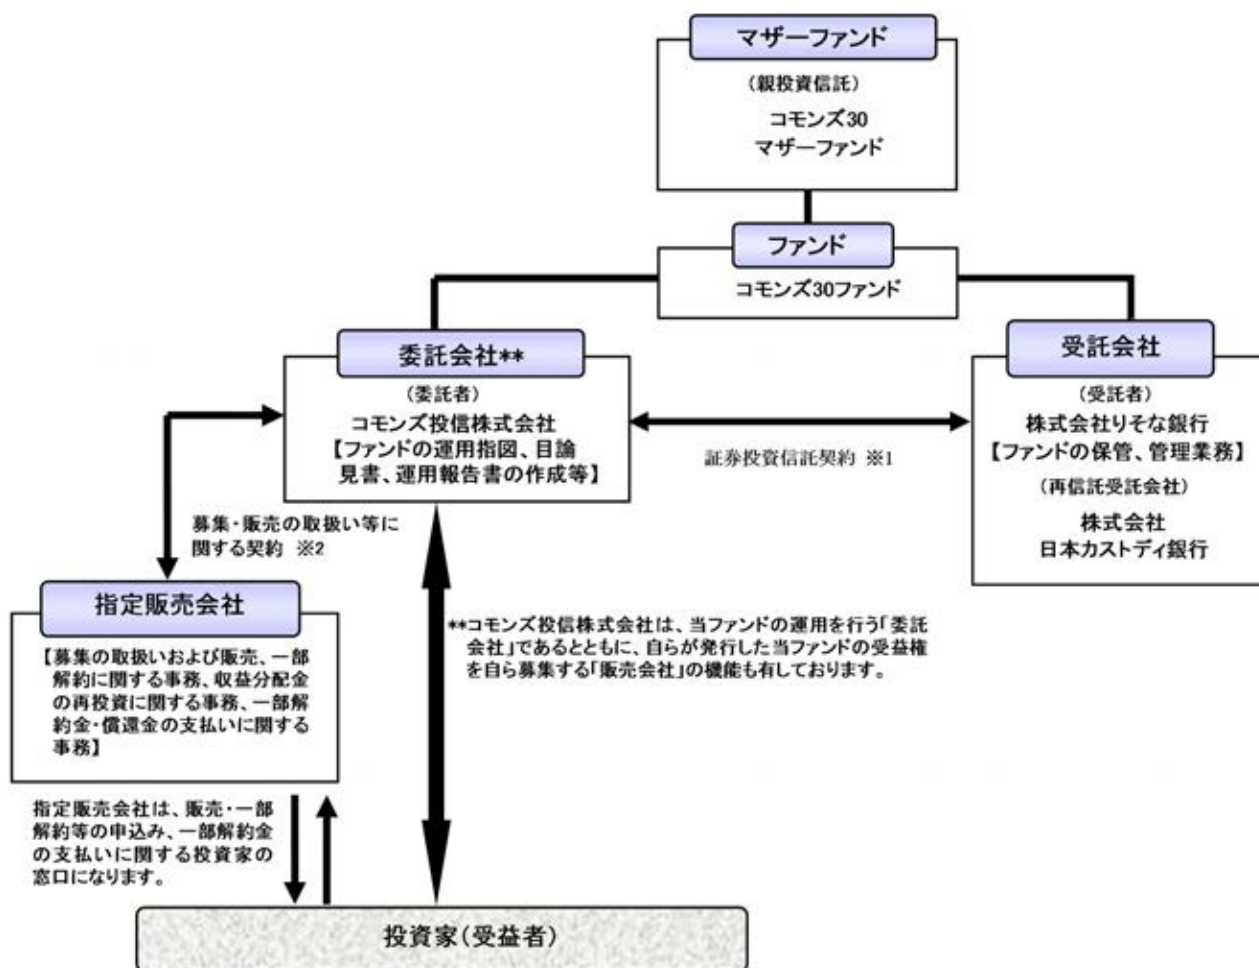 マザーファンド
（親投資信託）
コモンズ30
マザーファンド
ファンド
コモンズ30ファンド
委託会社**
（委託者）
コモンズ投信株式会社
【ファンドの運用指図、目論
見書、運用報告書の作成等】
証券投資信託契約 ※1
受託会社
（受託者）
株式会社りそな銀行
【ファンドの保管、管理業務】
（再信託受託会社）
株式会社
日本カストディ銀行
募集・販売の取扱い等に
関する契約 ※2
指定販売会社
【募集の取扱いおよび販売、一部
解約に関する事務、収益分配金
の再投資に関する事務、一部解
約金・償還金の支払いに関する
事務】
**コモンズ投信株式会社は、当ファンドの運用を行う「委託
会社」であるとともに、自らが発行した当ファンドの受益権
を自ら募集する「販売会社」の機能も有しております。
指定販売会社は、販売・一部
解約等の申込み、一部解約金
の支払いに関する投資家の
窓口になります。
投資家（受益者）